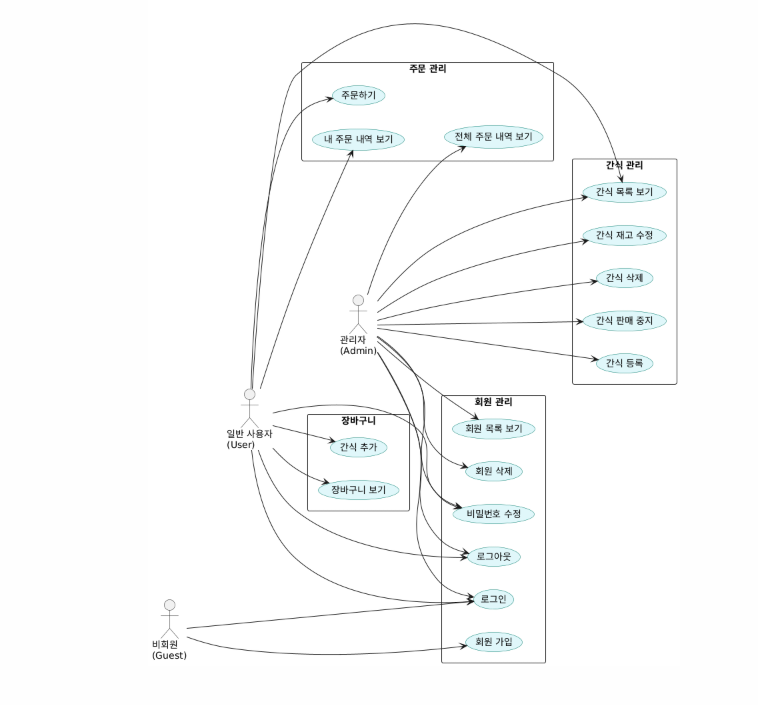 주문 관리
주문하기
내 주문 내역 보기
전체 주문 내역 보기
간식 관리
간식 목록 보기
간식 재고 수정
간식 삭제
간식 판매 중지
간식 등록
관리자
(Admin)
일반 사용자
(User)
장바구니
간식 추가
장바구니 보기
회원 관리
회원 목록 보기
회원 삭제
비밀번호 수정
로그아웃
로그인
회원 가입
비회원
(Guest)